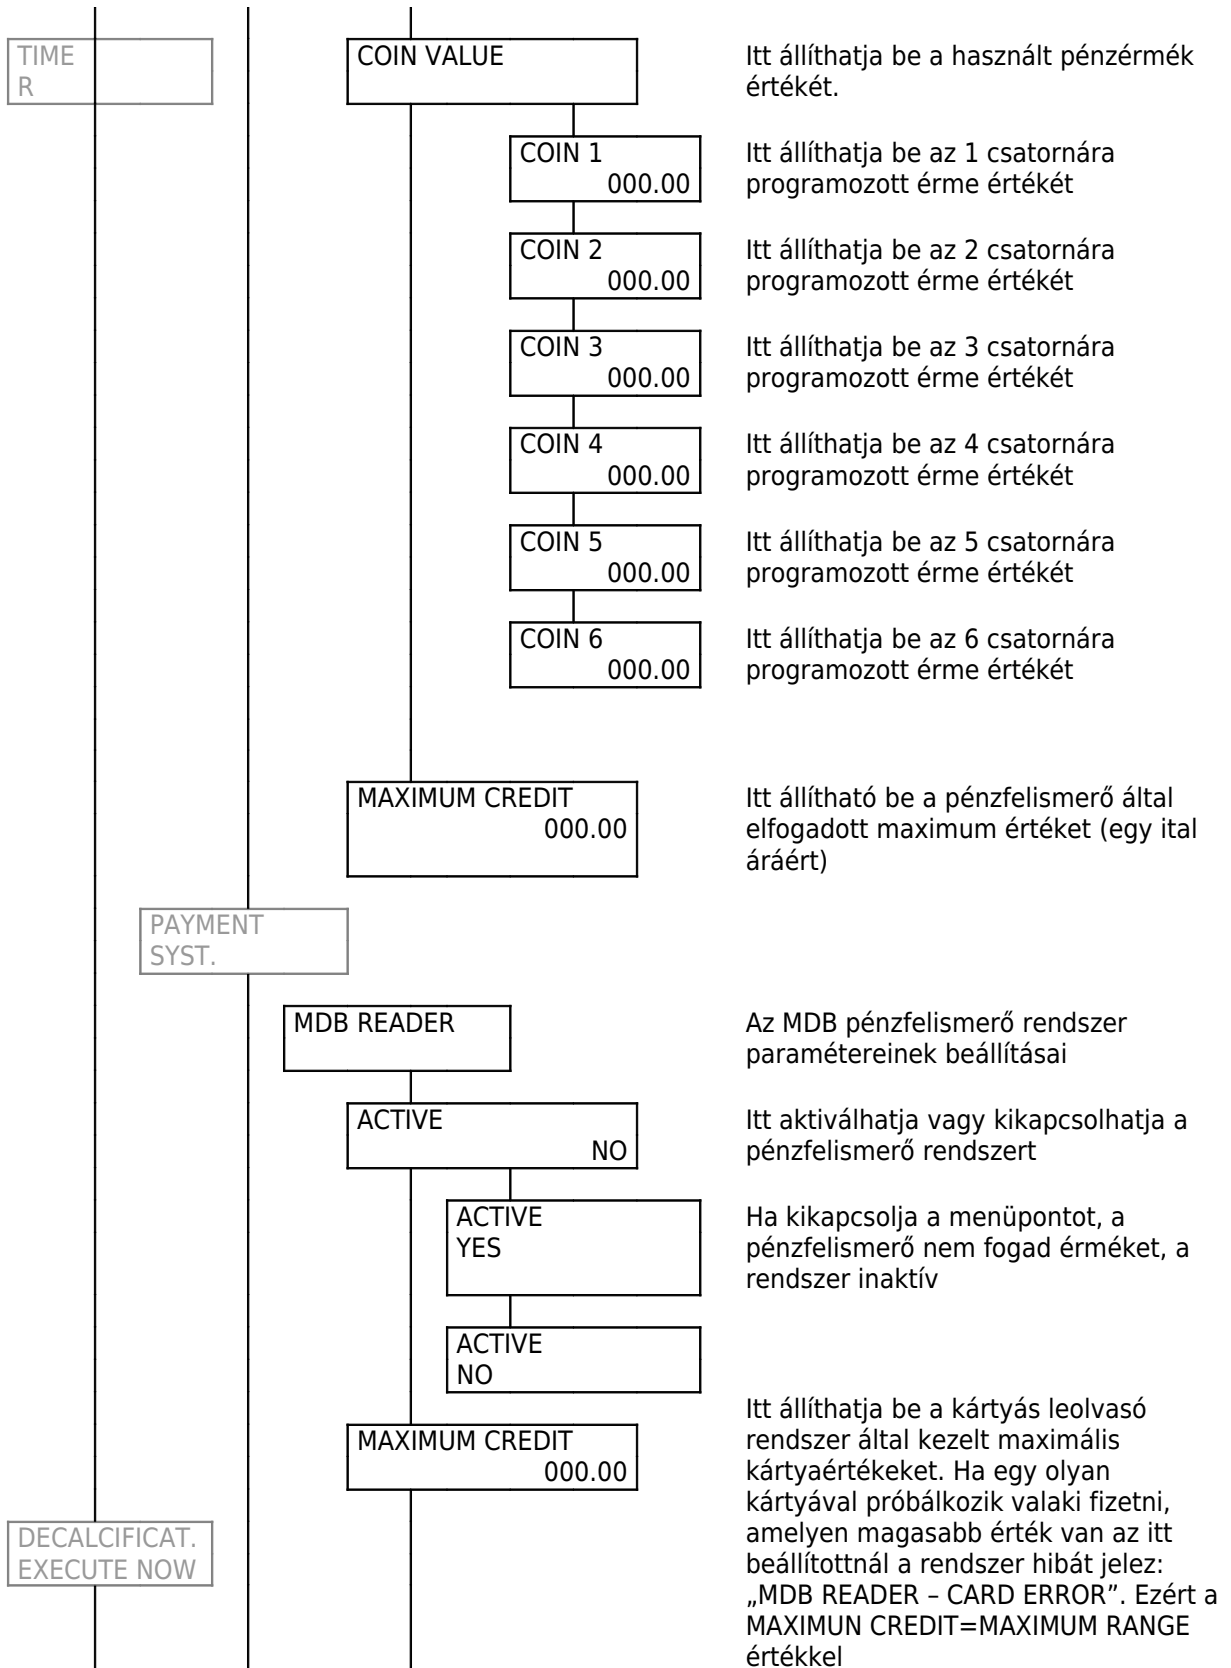 TIME
R
COIN VALUE
Itt állíthatja be a használt pénzérmék
értékét.
COIN 1
000.00
Itt állíthatja be az 1 csatornára
programozott érme értékét
COIN 2
000.00
Itt állíthatja be az 2 csatornára
programozott érme értékét
COIN 3
000.00
Itt állíthatja be az 3 csatornára
programozott érme értékét
COIN 4
000.00
Itt állíthatja be az 4 csatornára
programozott érme értékét
COIN 5
000.00
Itt állíthatja be az 5 csatornára
programozott érme értékét
COIN 6
000.00
Itt állíthatja be az 6 csatornára
programozott érme értékét
MAXIMUM CREDIT
000.00
Itt állítható be a pénzfelismerő által
elfogadott maximum értéket (egy ital
áráért)
PAYMENT
SYST.
MDB READER
Az MDB pénzfelismerő rendszer
paramétereinek beállításai
ACTIVE
NO
Itt aktiválhatja vagy kikapcsolhatja a
pénzfelismerő rendszert
ACTIVE
YES
Ha kikapcsolja a menüpontot, a
pénzfelismerő nem fogad érméket, a
rendszer inaktív
ACTIVE
NO
MAXIMUM CREDIT
000.00
Itt állíthatja be a kártyás leolvasó
rendszer által kezelt maximális
kártyaértékeket. Ha egy olyan
kártyával próbálkozik valaki fizetni,
amelyen magasabb érték van az itt
beállítottnál a rendszer hibát jelez:
„MDB READER – CARD ERROR”. Ezért a
MAXIMUN CREDIT=MAXIMUM RANGE
értékkel
DECALCIFICAT.
EXECUTE NOW